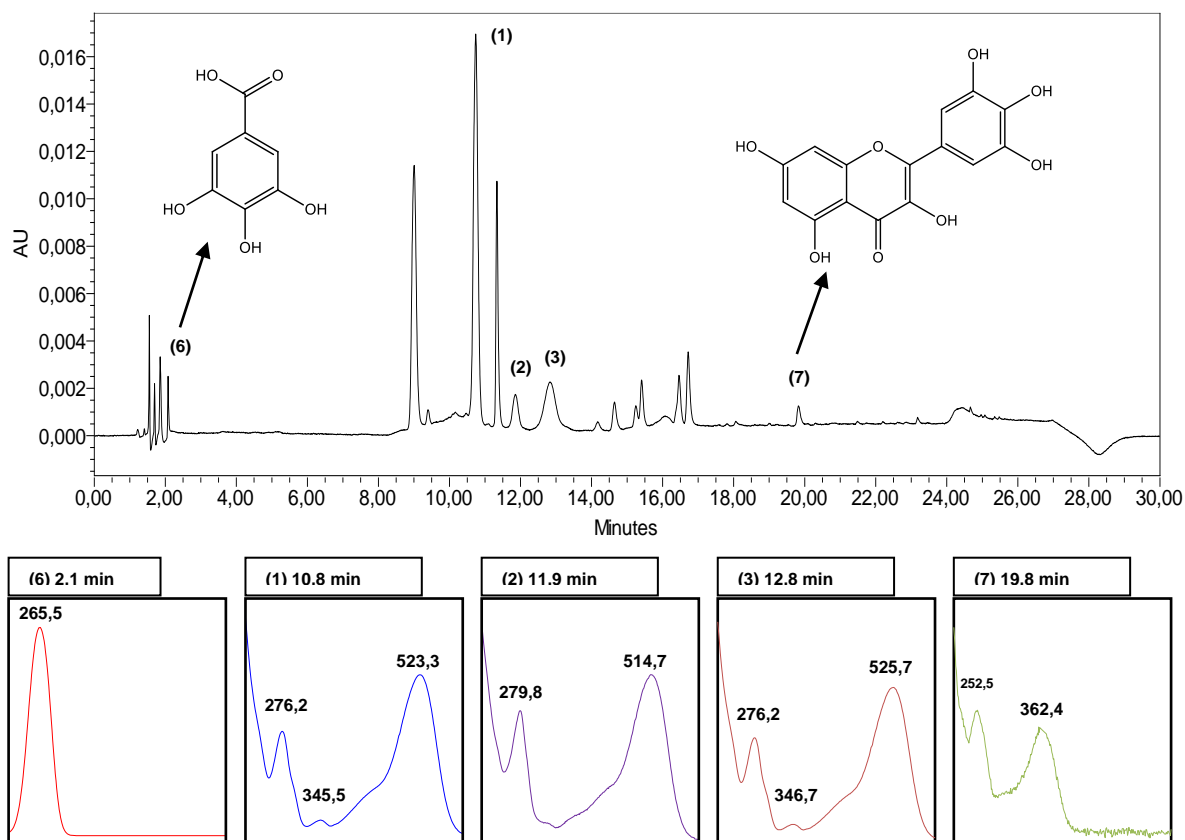 0,016
0,014
0,012
0,010
0,008
0,006
0,004
0,002
0,000
AU
(1)
(2)
(3)
(6)
(7)
HO
O
HO
OH
OH
OH
OH
OH
HO
O
OH
OH
O
0,00 2,00 4,00 6,00 8,00 10,00 12,00 14,00 16,00 18,00 20,00 22,00 24,00 26,00 28,00 30,00
Minutes
(6) 2.1 min
265,5
(1) 10.8 min
276,2
345,5
523,3
(2) 11.9 min
279,8
514,7
(3) 12.8 min
276,2
346,7
525,7
(7) 19.8 min
252,5
362,4